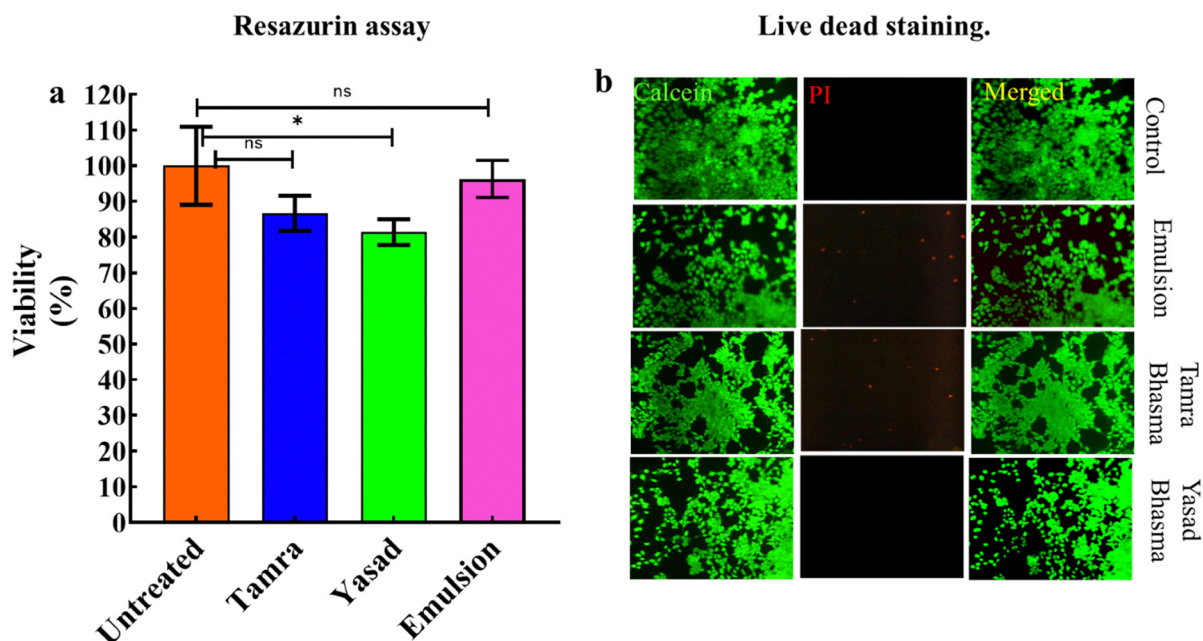 Resazurin assay
Live dead staining.
a
Viability
(%)
120
110
100
90
80
70
60
50
40
30
20
10
0
ns
*
ns
Untreated
Tamra
Yasad
Emulsion
b
Calcein
PI
Merged
Control
Emulsion
Tamra
Bhasma
Yasad
Bhasma